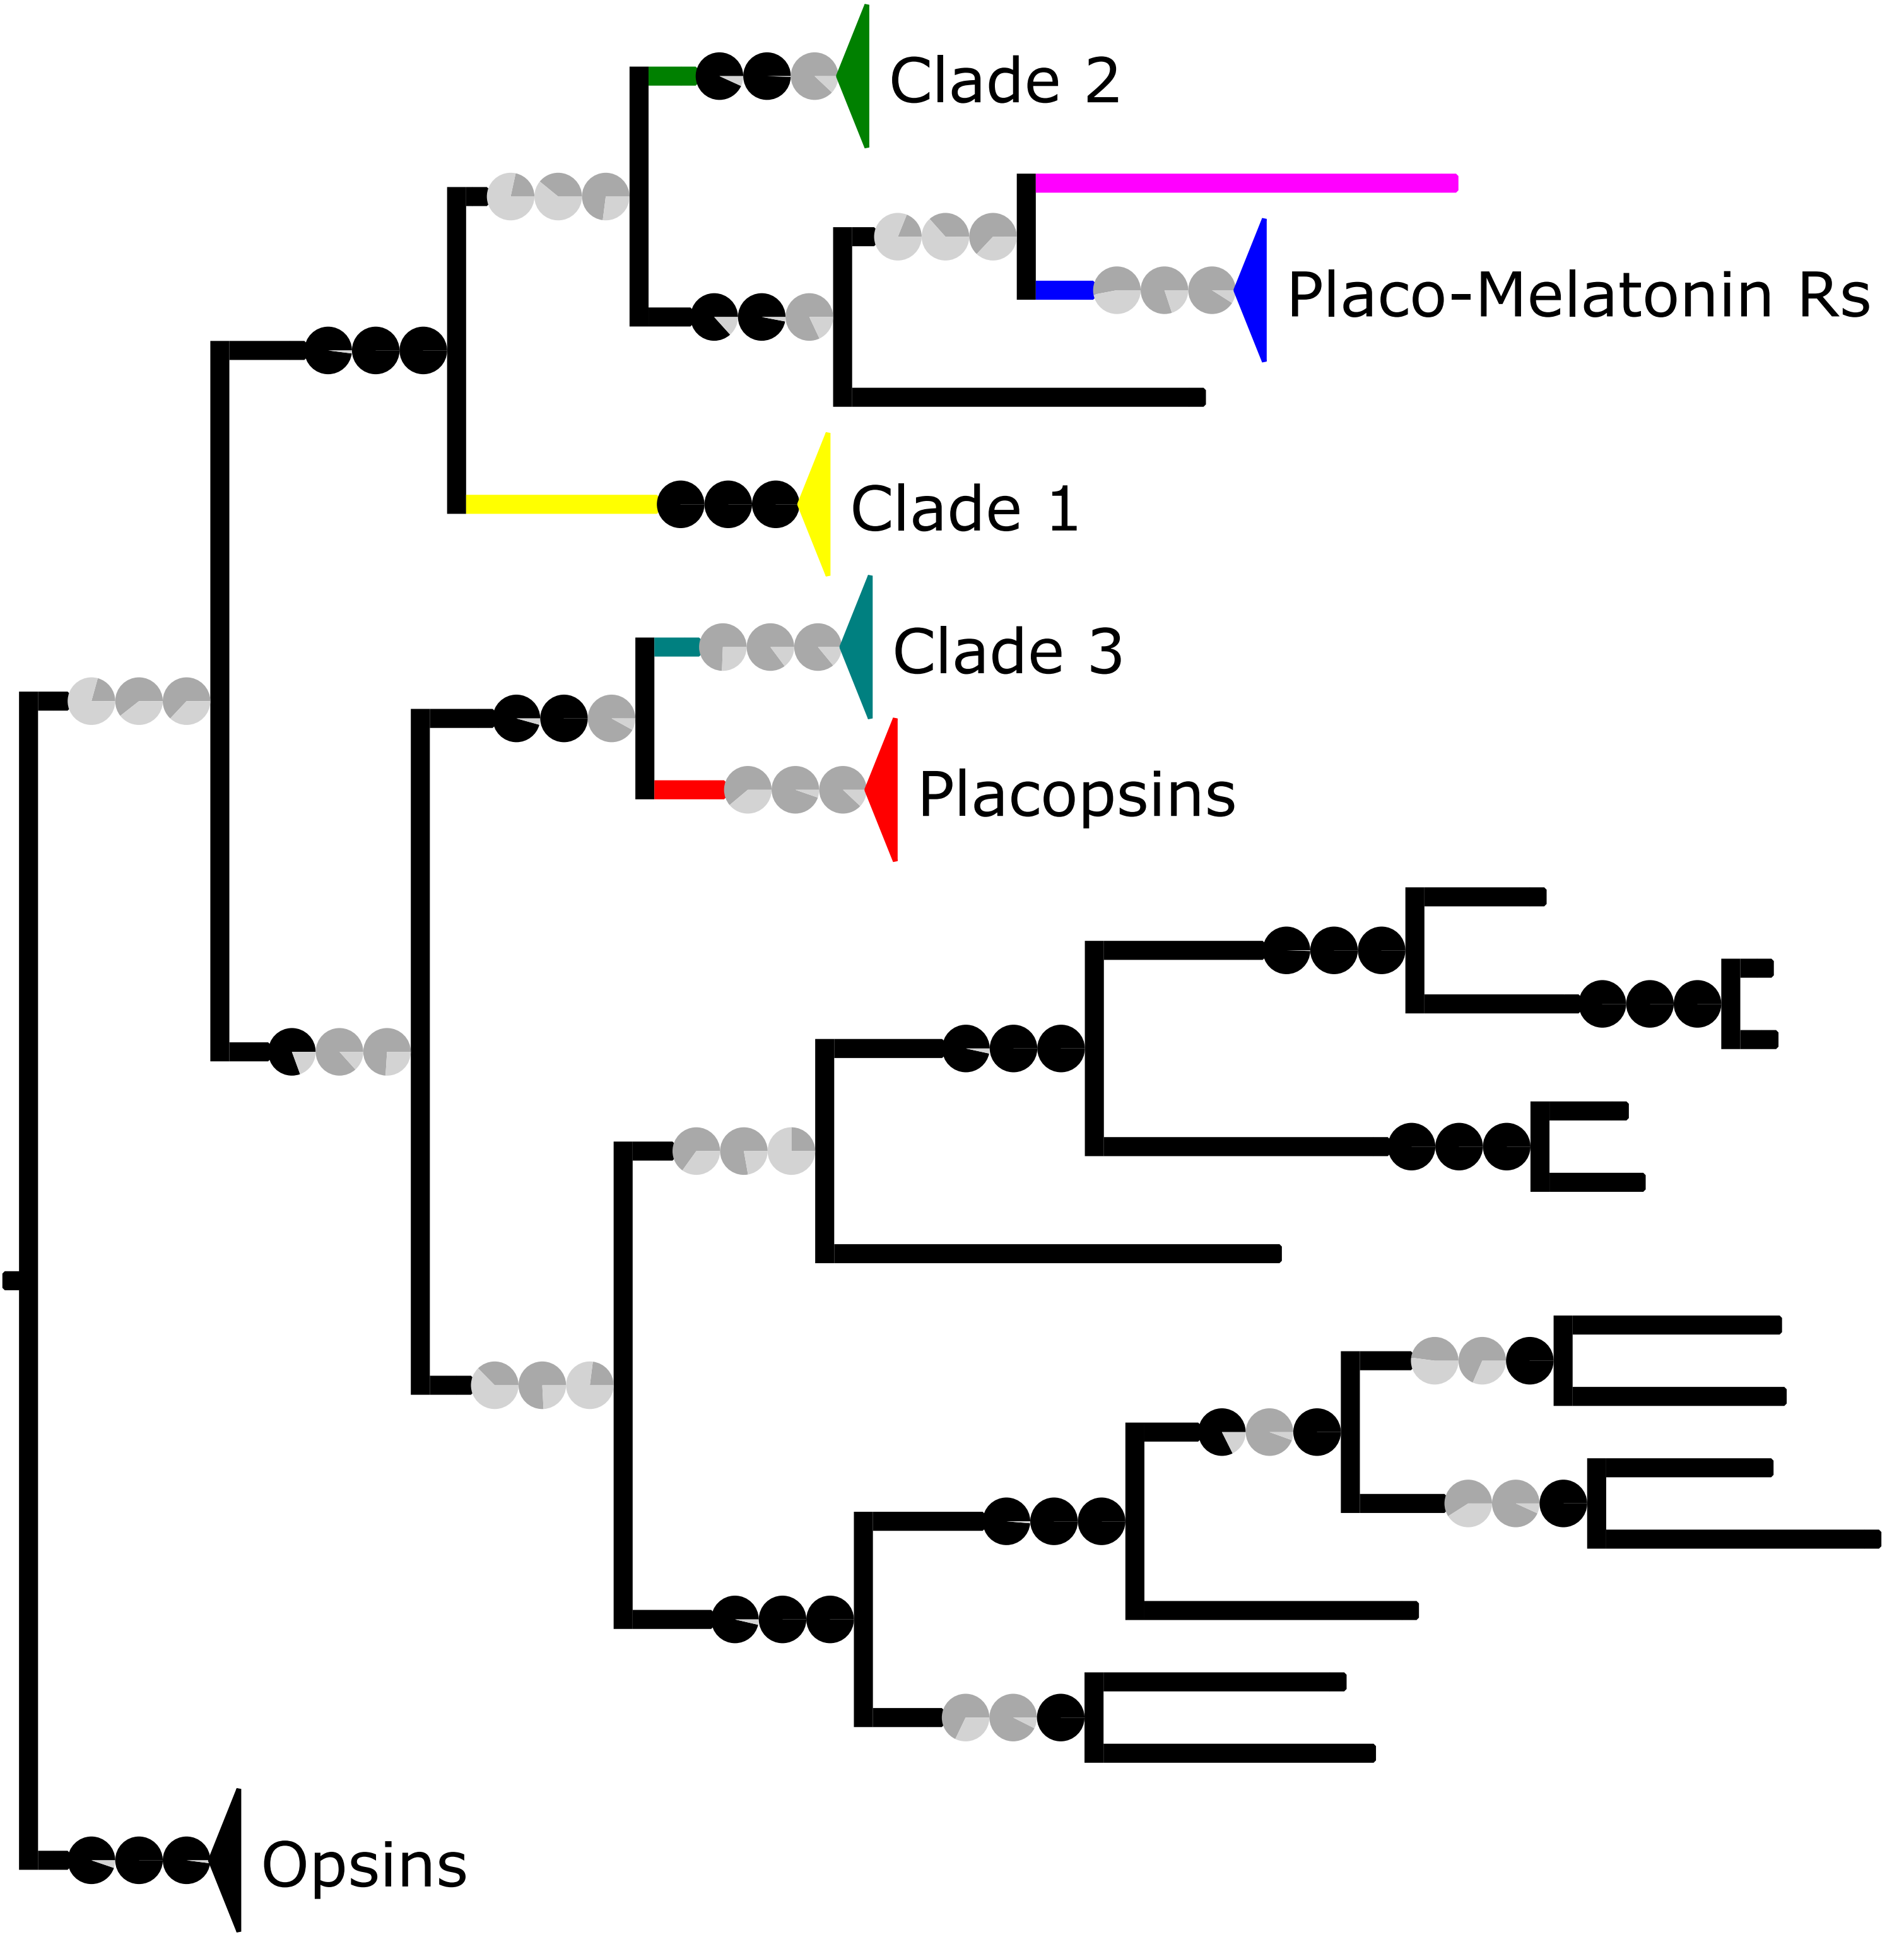 Clade 2
Placo-Melatonin Rs
Clade 1
Clade 3
Placopsins
Opsins